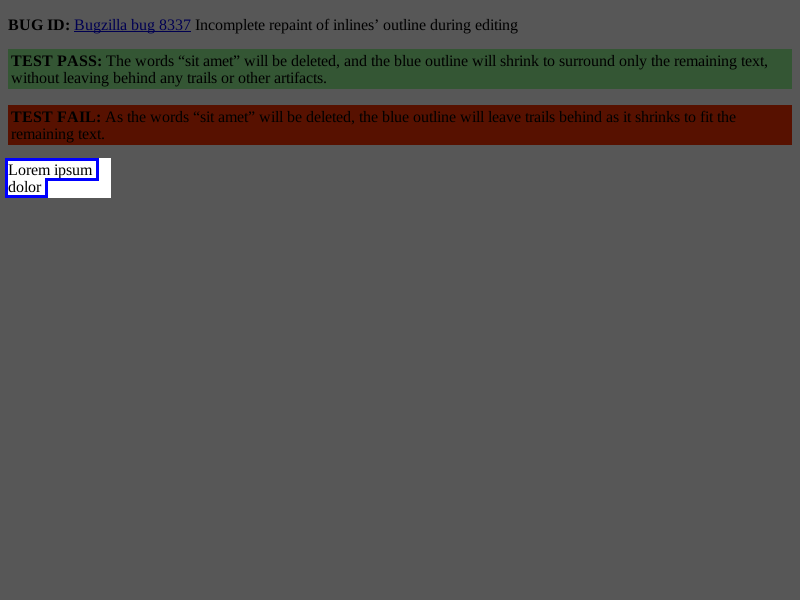 BUG ID: Bugzilla bug 8337 Incomplete repaint of inlines’ outline during editing
TEST PASS: The words “sit amet” will be deleted, and the blue outline will shrink to surround only the remaining text,
without leaving behind any trails or other artifacts.
TEST FAIL: As the words “sit amet” will be deleted, the blue outline will leave trails behind as it shrinks to fit the
remaining text.
Lorem ipsum
dolor